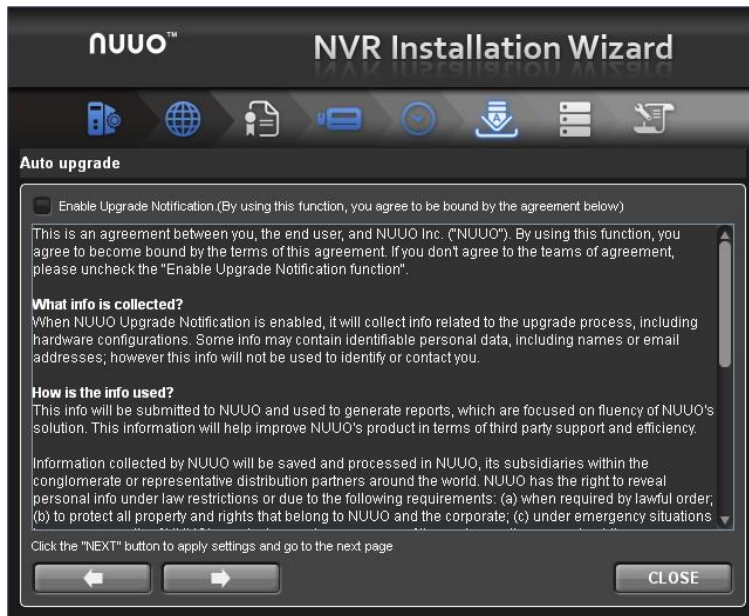 nuuo™
NVR Installation Wizard
A
Auto upgrade
Enable Upgrade Notification.(By using this function, you agree to be bound by the agreement below)
This is an agreement between you, the end user, and NUUO Inc. ("NUUO"). By using this function, you
agree to become bound by the terms of this agreement. If you don't agree to the teams of agreement,
please uncheck the "Enable Upgrade Notification function".
What info is collected?
When NUUO Upgrade Notification is enabled, it will collect info related to the upgrade process, including
hardware configurations. Some info may contain identifiable personal data, including names or email
addresses; however this info will not be used to identify or contact you.
How is the info used?
This info will be submitted to NUUO and used to generate reports, which are focused on fluency of NUUO's
solution. This information will help improve NUUO's product in terms of third party support and efficiency.
Information collected by NUUO will be saved and processed in NUUO, its subsidiaries within the
conglomerate or representative distribution partners around the world. NUUO has the right to reveal
personal info under law restrictions or due to the following requirements: (a) when required by lawful order;
(b) to protect all property and rights that belong to NUUO and the corporate; (c) under emergency situations
Click the "NEXT" button to apply settings and go to the next page
CLOSE